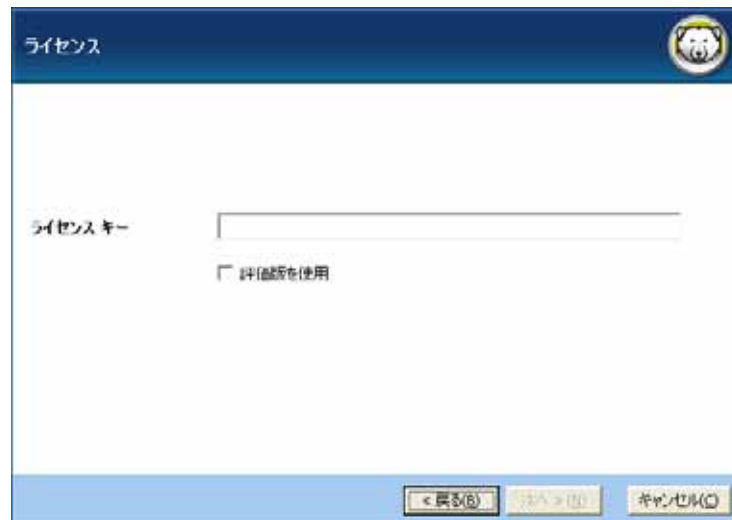 ライセンス
ライセンス キー
評価版を使用
< 戻る(B)
次へ > (N)
キャンセル(C)